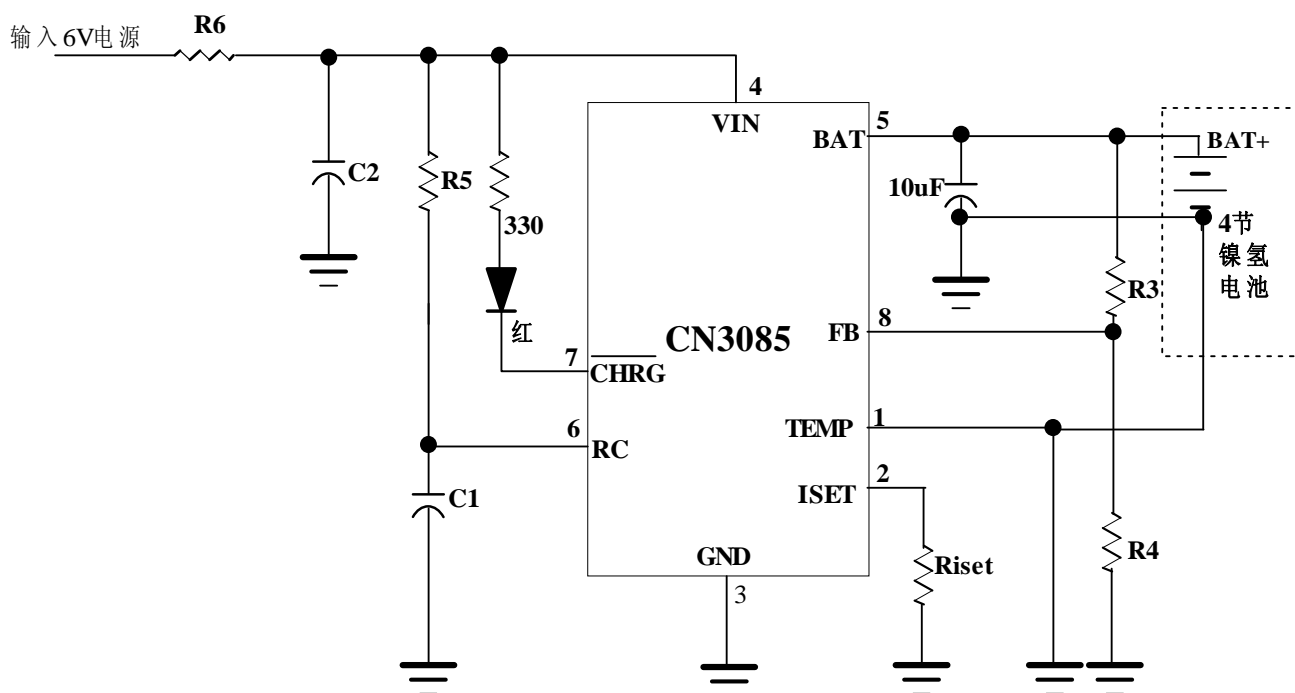 R6
输入6V电源
4
VIN
5
BAT
BAT+
C2
R5
10uF
330
4节
镍氢
电池
R3
红
8
FB
CN3085
7
CHRG
6
RC
1
TEMP
2
ISET
C1
R4
GND
Riset
3